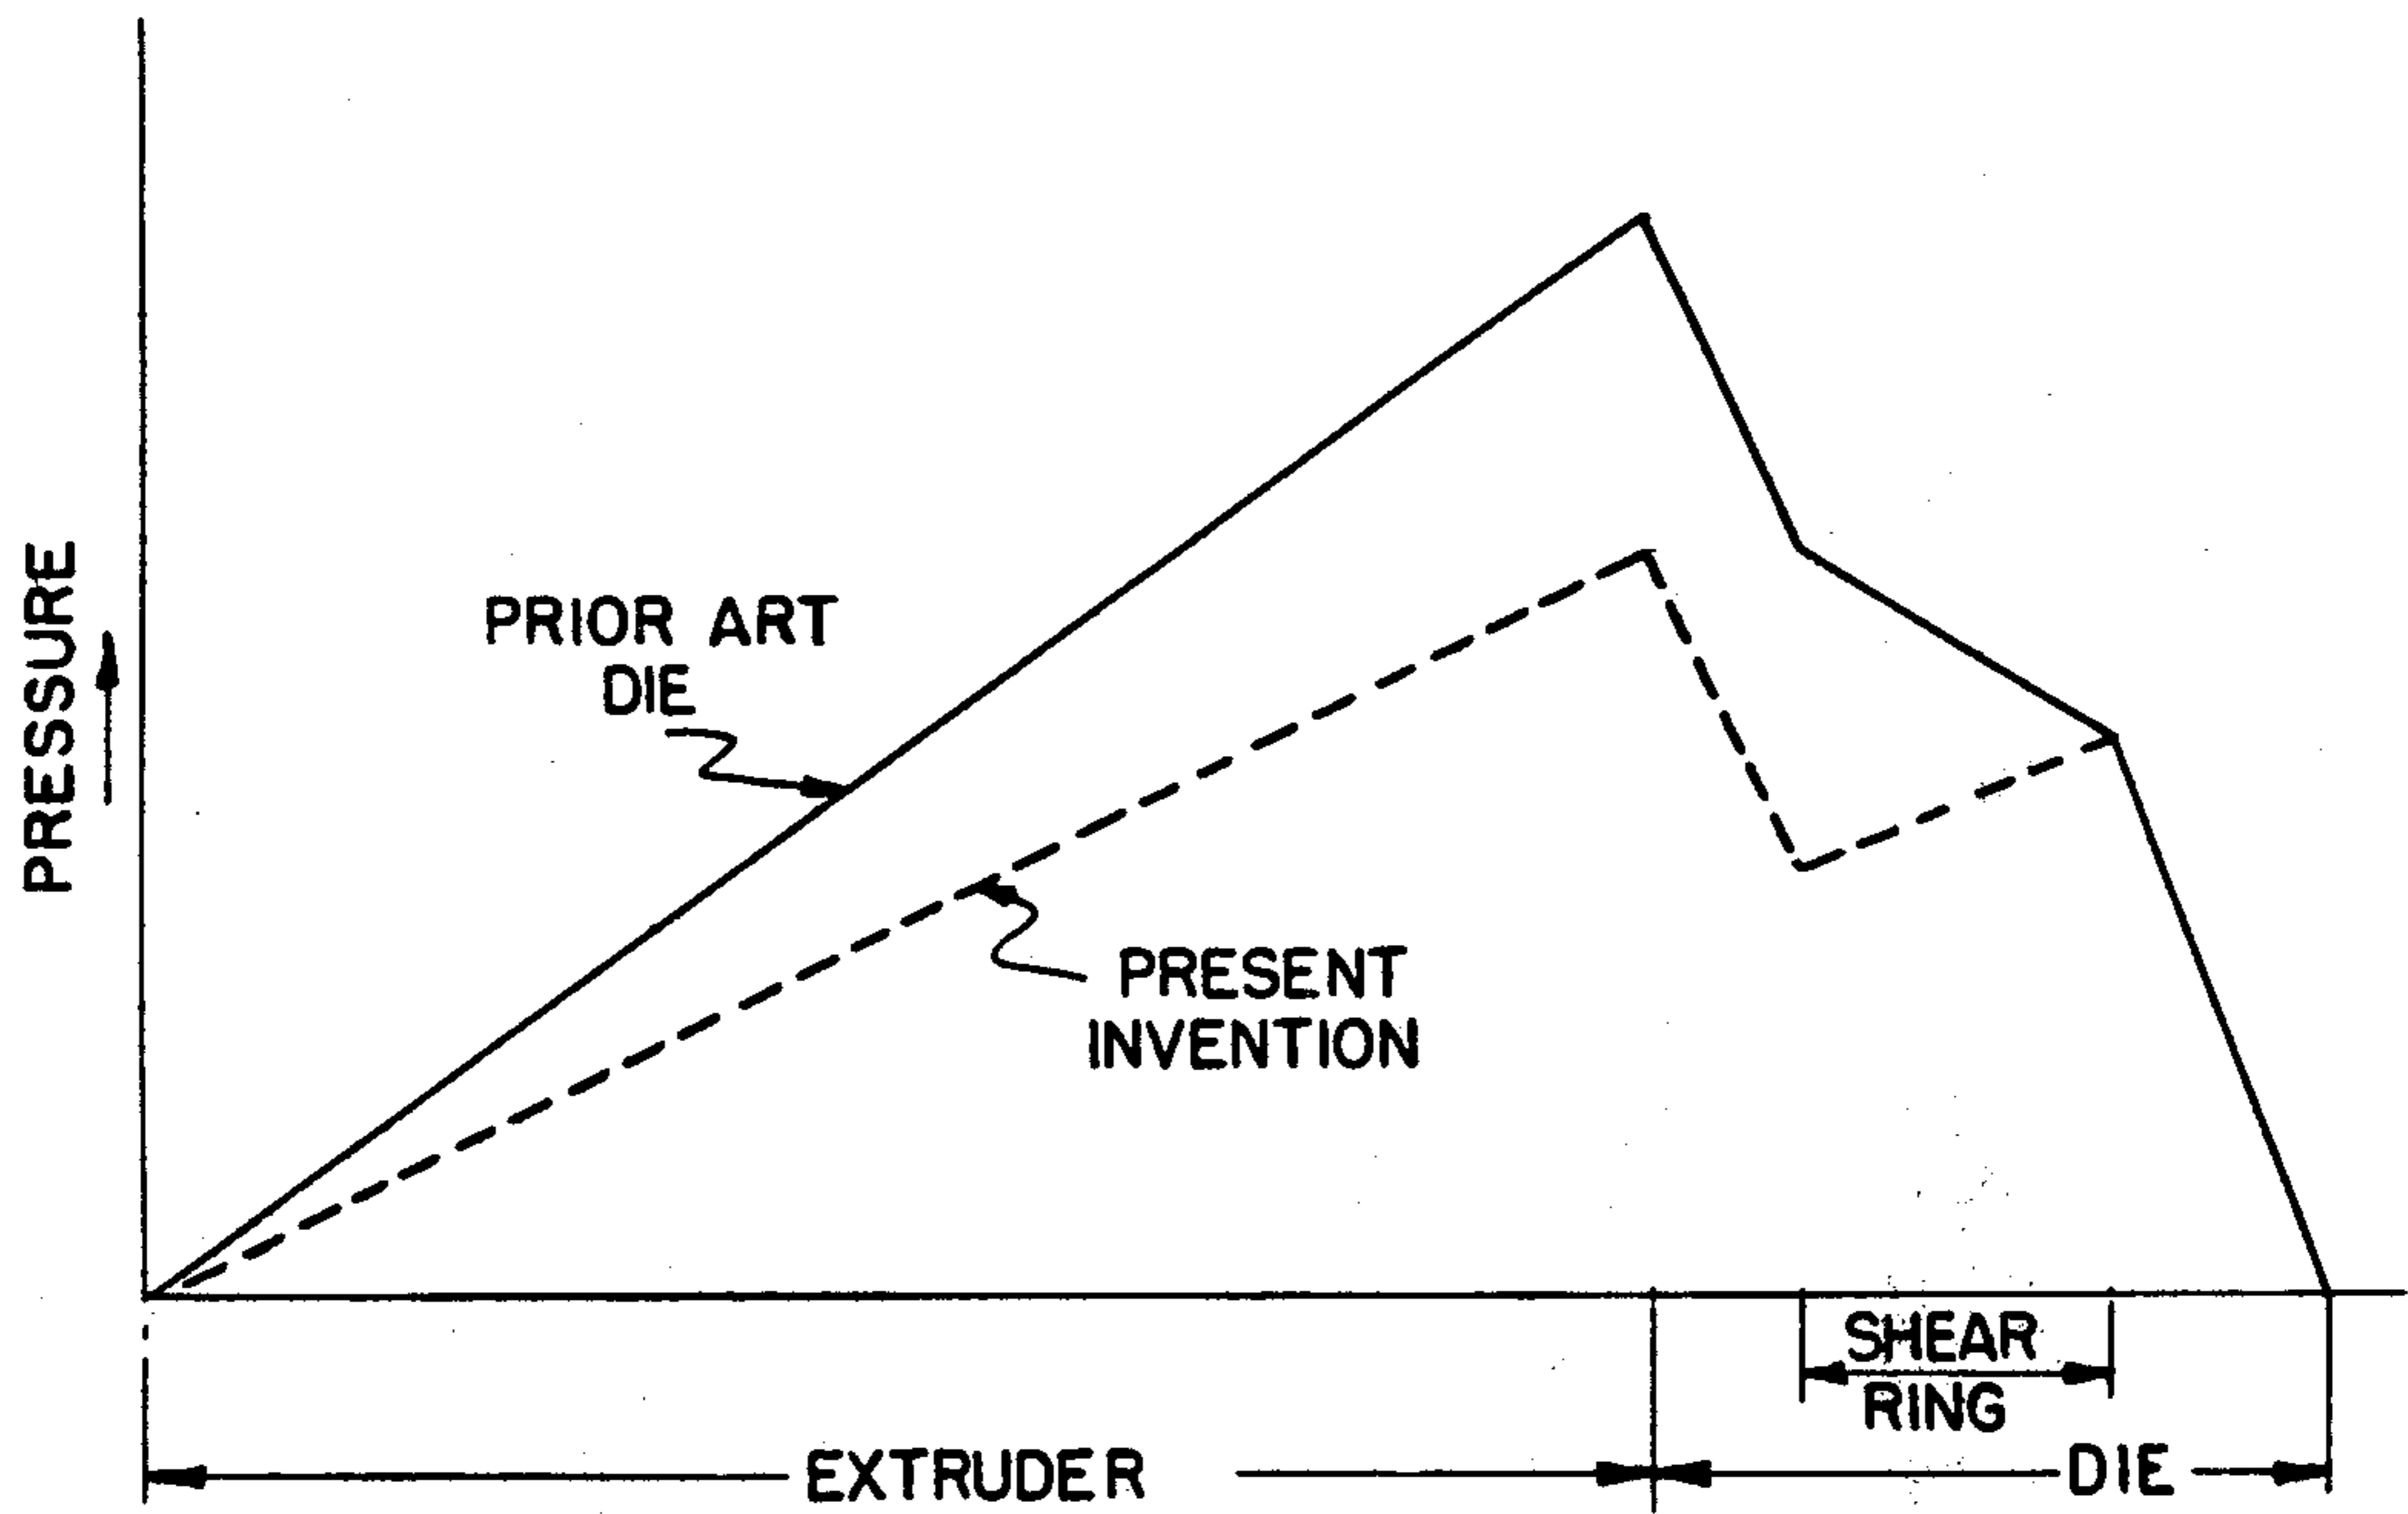 PRESSURE
PRIOR ART
DIE
PRESENT
INVENTION
SHEAR
RING
EXTRUDER
DIE